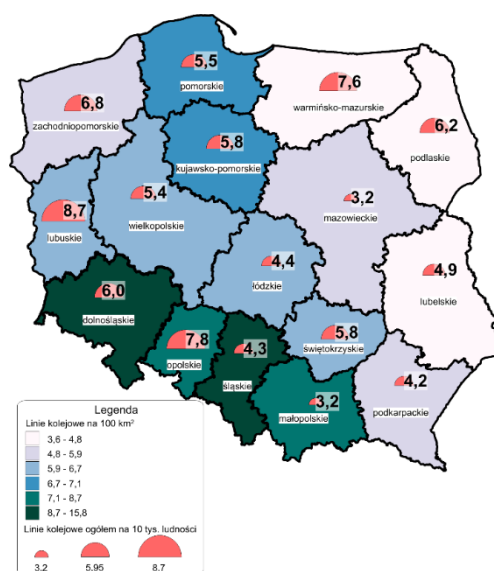 5,5
pomorskie
7,6
warmińsko-mazurskie
6,8
zachodniopomorskie
6,2
podlaskie
5,8
kujawsko-pomorskie
5,4
wielkopolskie
3,2
mazowieckie
8,7
lubuskie
4,4
łódzkie
4,9
lubelskie
6,0
dolnośląskie
7,8
opolskie
4,3
śląskie
5,8
świętokrzyskie
3,2
małopolskie
4,2
podkarpackie
Legenda
Linie kolejowe na 100 km²
3,6 - 4,8
4,8 - 5,9
5,9 - 6,7
6,7 - 7,1
7,1 - 8,7
8,7 - 15,8
Linie kolejowe ogółem na 10 tys. ludności
3.2 5,95 8.7